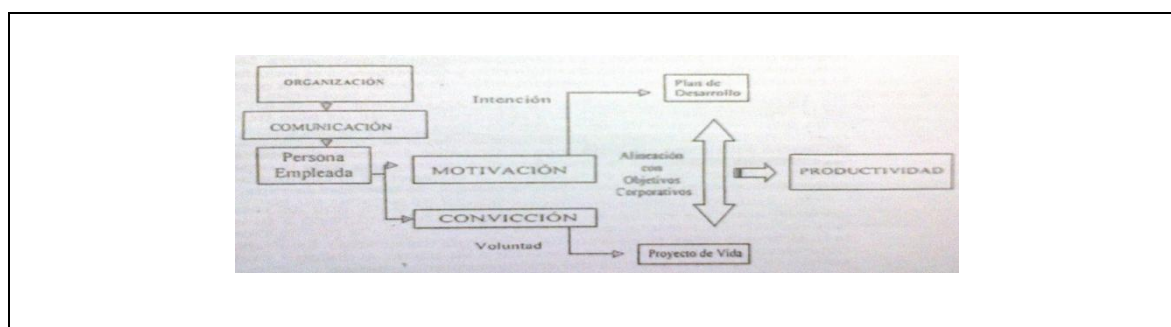 ORGANIZACIÓN
COMUNICACIÓN
Persona
Empleada
Intención
MOTIVACIÓN
CONVICCIÓN
Voluntad
Plan de
Desarrollo
Alineación
con
Objetivos
Corporativos
Proyecto de Vida
PRODUCTIVIDAD